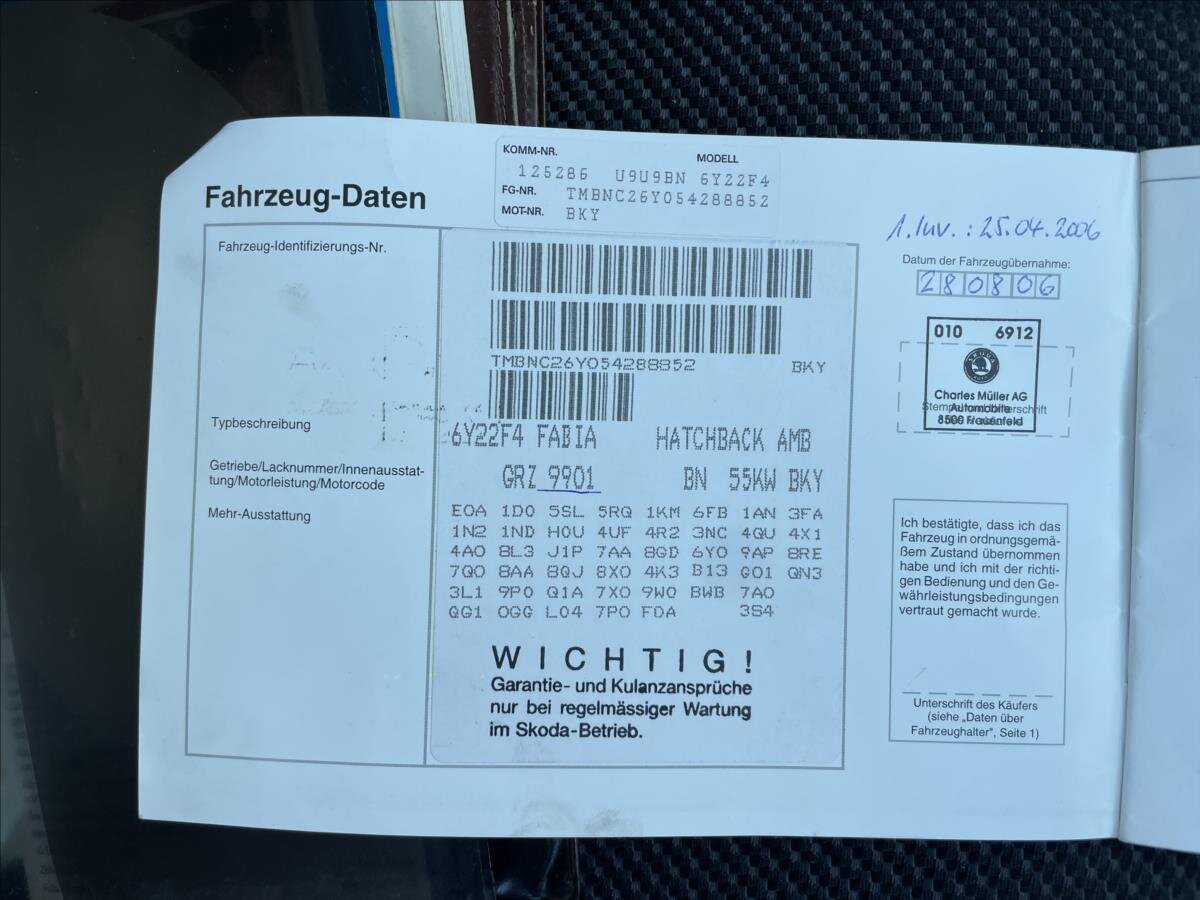 KOMM-NR. MODELL
125286 U9U9BN 6Y22F4
FG-NR. TMBNC26Y054288852
MOT-NR. BKY
Fahrzeug-Daten
Fahrzeug-Identifizierungs-Nr.
TMBNC26Y054288852 BKY
Typbeschreibung
6Y22F4 FABIA HATCHBACK AMB
Getriebe/Lacknummer/Innenausstat-
tung/Motorleistung/Motorcode
GRZ 9901 BN 55KW BKY
Mehr-Ausstattung
E0A 1D0 5SL 5RQ 1KM 6FB 1AN 3FA
1N2 1ND H0U 4UF 4R2 3NC 4QU 4X1
4A0 8L3 J1P 7AA 8GD 6Y0 9AP 8RE
7Q0 8AA 8QJ 8X0 4K3 B13 G01 QN3
3L1 9P0 Q1A 7X0 9WQ BWB 7A0
QG1 0GG L04 7P0 F0A 3S4
WICHTIG!
Garantie- und Kulanzansprüche
nur bei regelmässiger Wartung
im Skoda-Betrieb.
1. Inv. : 25.04.2006
Datum der Fahrzeugübernahme:
280806
010 6912
SKODA
AUTO
Charles Müller AG
Automobile
8500 Frauenfeld
Ich bestätigte, dass ich das
Fahrzeug in ordnungsgemä-
ßem Zustand übernommen
habe und ich mit der richti-
gen Bedienung und den Ge-
währleistungsbedingungen
vertraut gemacht wurde.
Unterschrift des Käufers
(siehe „Daten über
Fahrzeughalter", Seite 1)